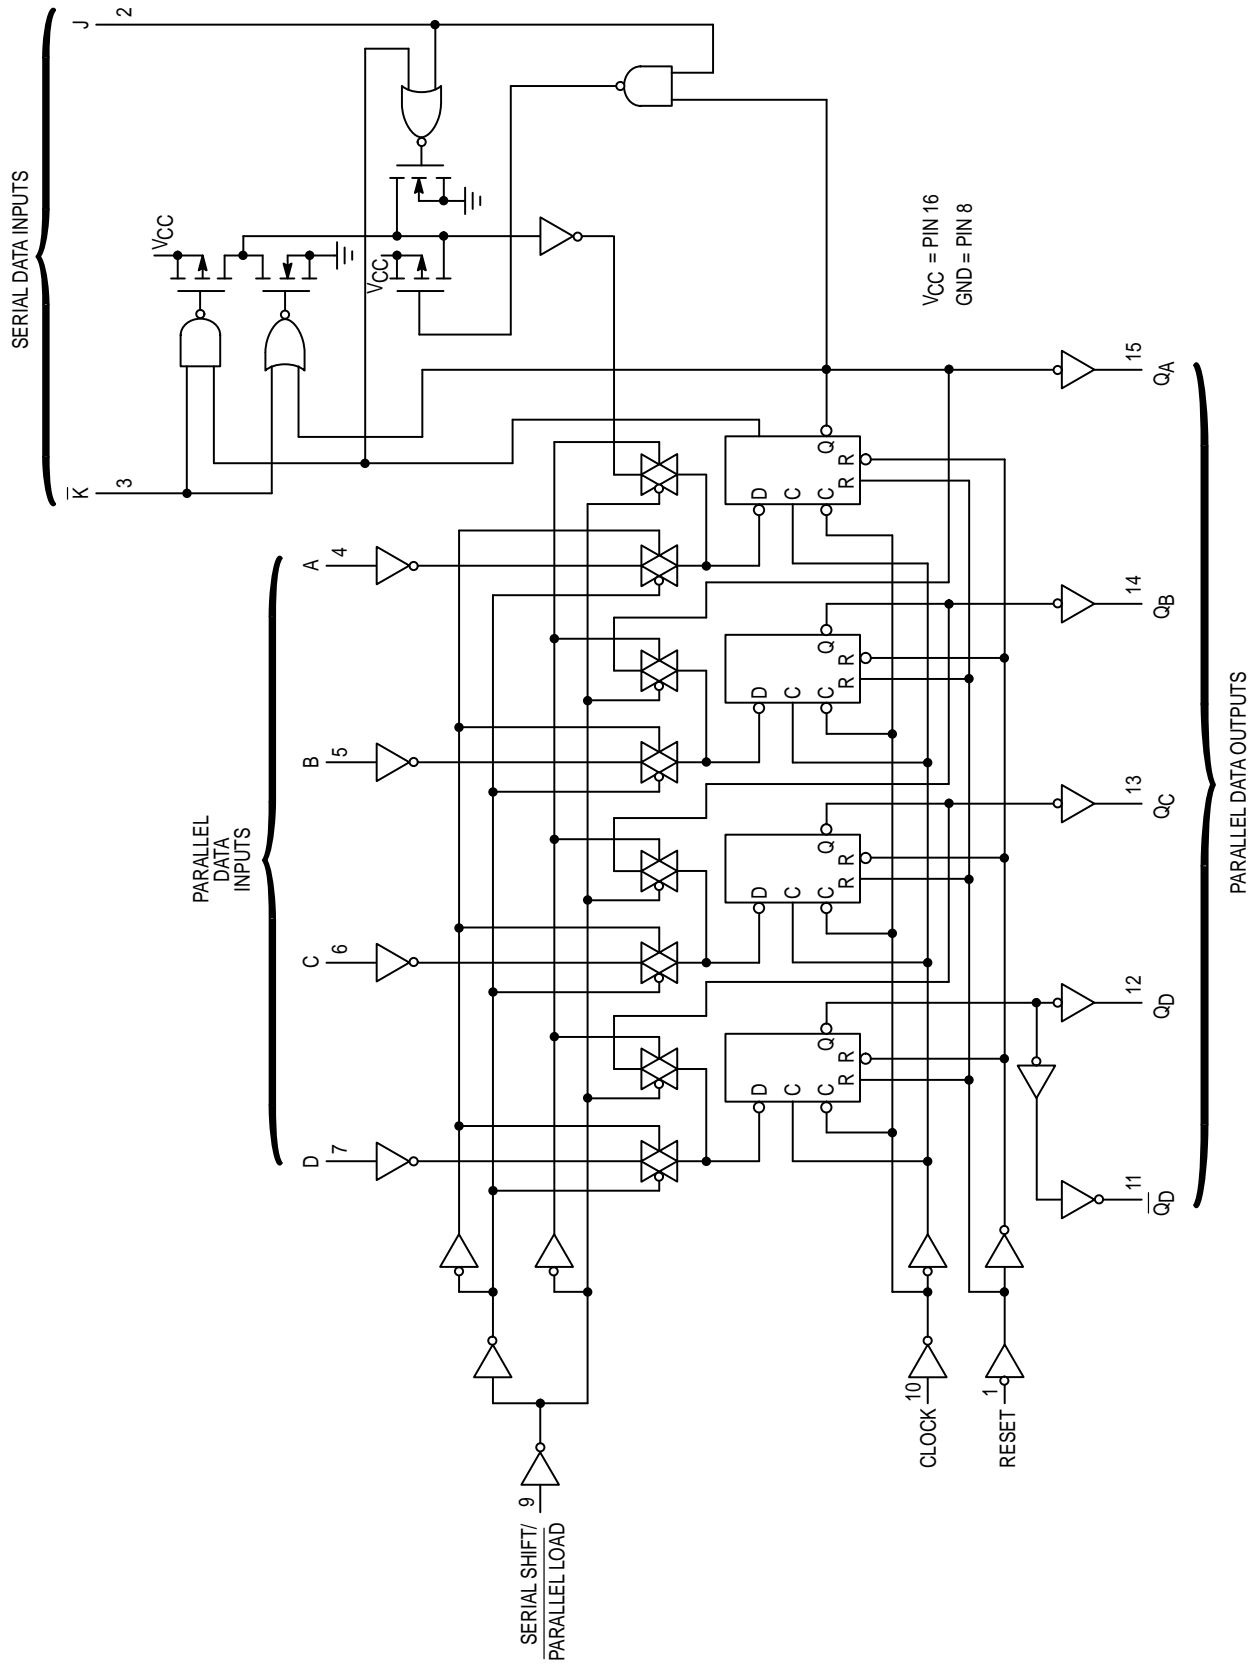 SERIAL DATA INPUTS
J 2
K̅ 3
VCC
VCC
PARALLEL
DATA
INPUTS
D 7
C 6
B 5
A 4
SERIAL SHIFT/
PARALLEL LOAD
9
D
C
C
Q
R
R
D
C
C
Q
R
R
D
C
C
Q
R
R
D
C
C
Q
R
R
CLOCK 10
RESET 1
VCC = PIN 16
GND = PIN 8
11
Q̅D
12
QD
13
QC
14
QB
15
QA
PARALLEL DATA OUTPUTS